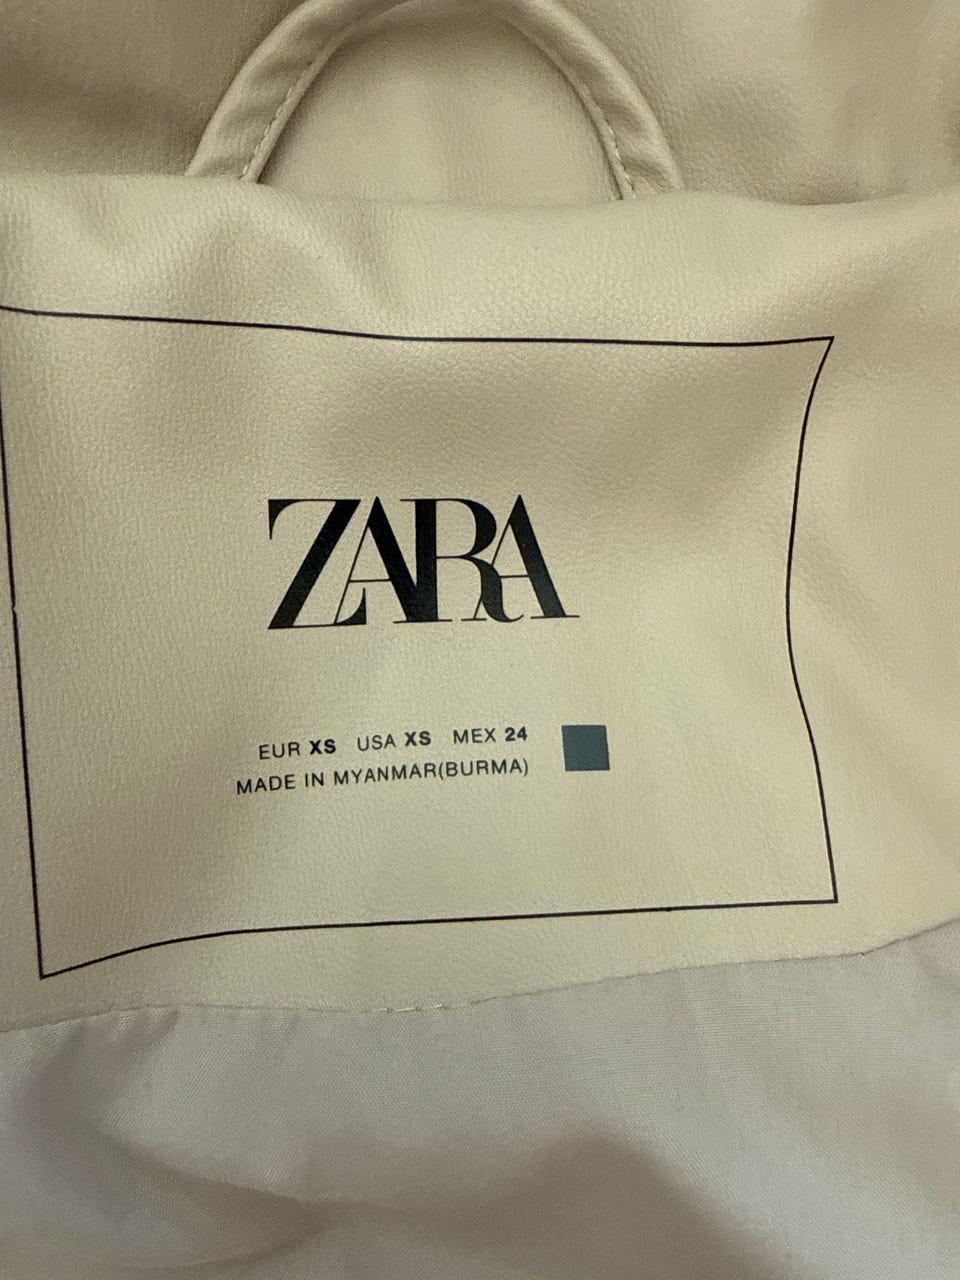 ZARA
EUR XS USA XS MEX 24
MADE IN MYANMAR(BURMA)